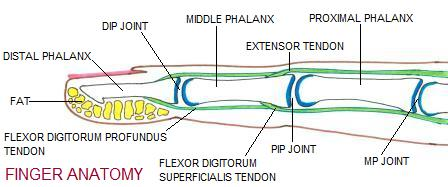 DIP JOINT
MIDDLE PHALANX
PROXIMAL PHALANX
DISTAL PHALANX
EXTENSOR TENDON
FAT
FLEXOR DIGITORUM PROFUNDUS
TENDON
FLEXOR DIGITORUM
SUPERFICIALIS TENDON
PIP JOINT
MP JOINT
FINGER ANATOMY